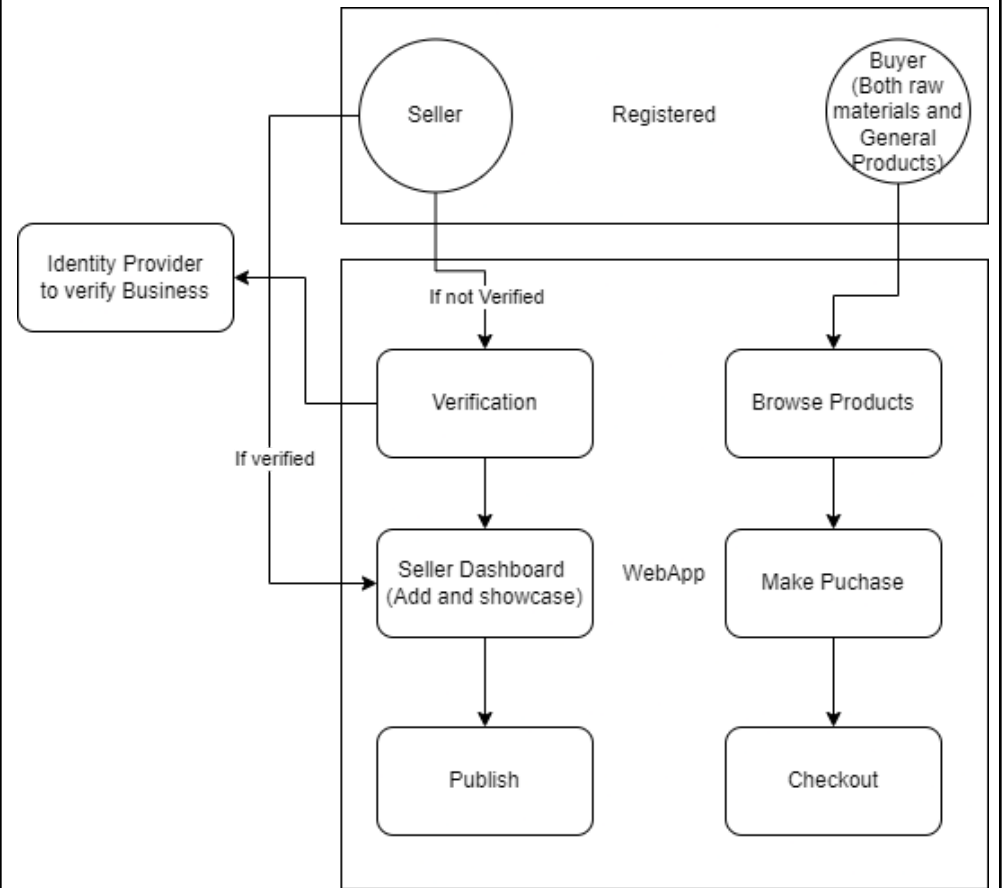 Seller
Registered
Buyer
(Both raw
materials and
General
Products)
Identity Provider
to verify Business
If not Verified
Verification
Browse Products
If verified
Seller Dashboard
(Add and showcase)
WebApp
Make Puchase
Publish
Checkout